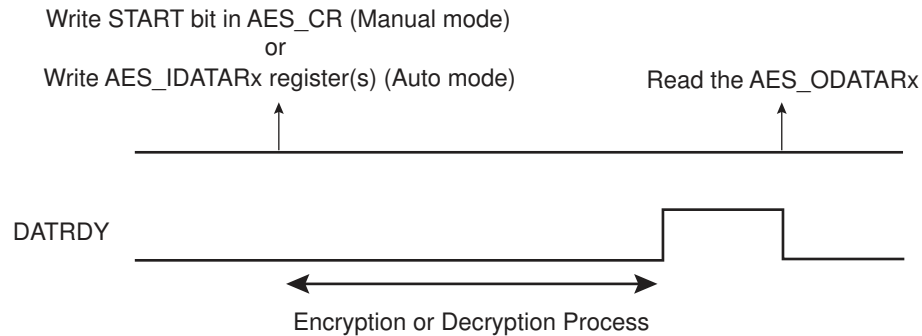 Write START bit in AES_CR (Manual mode)
or
Write AES_IDATARx register(s) (Auto mode)
Read the AES_ODATARx
DATRDY
Encryption or Decryption Process